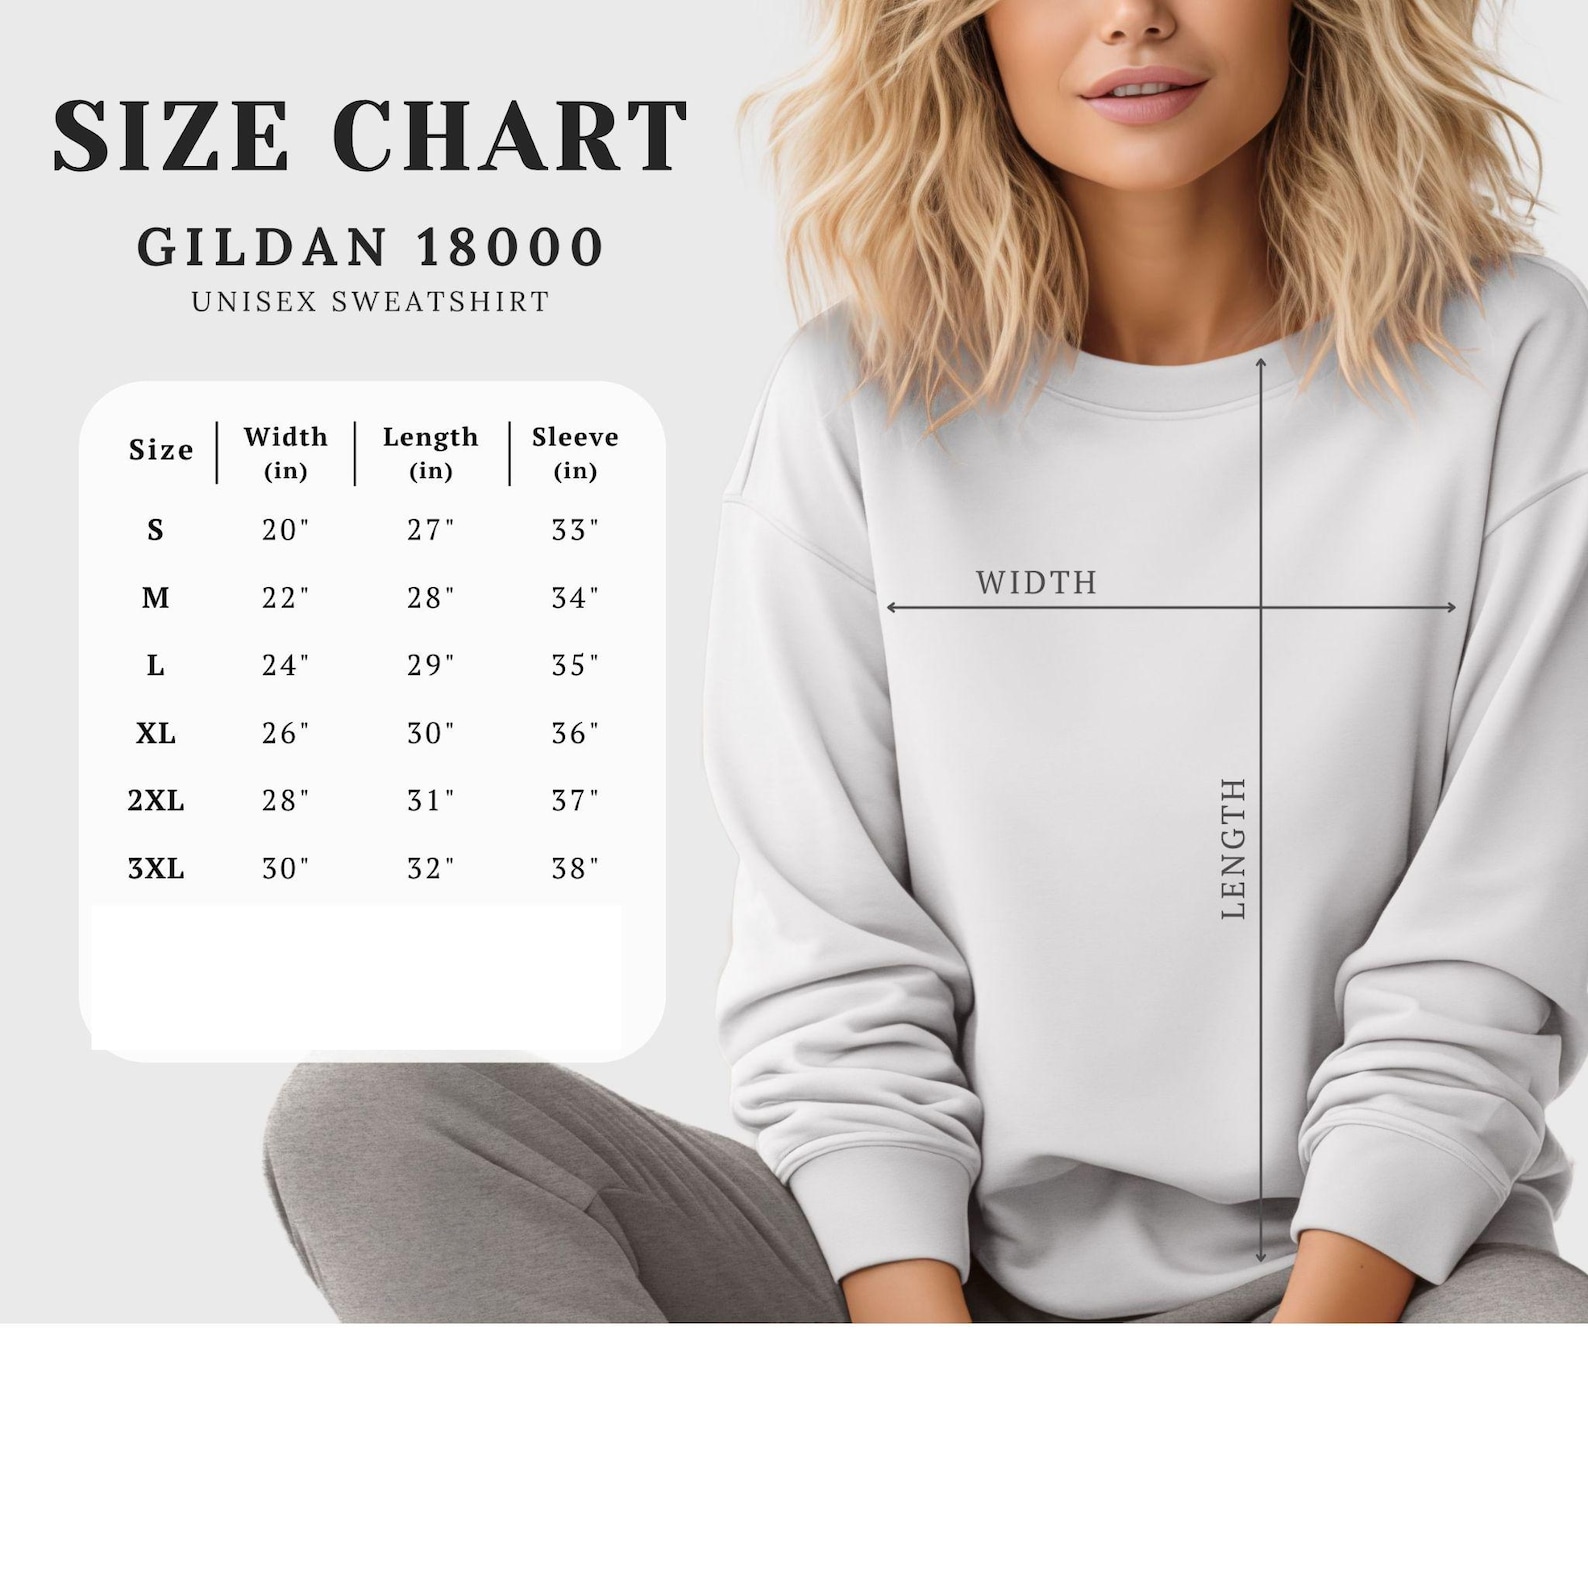 SIZE CHART
GILDAN 18000
UNISEX SWEATSHIRT
Size Width (in) Length (in) Sleeve (in)
S 20" 27" 33"
M 22" 28" 34"
L 24" 29" 35"
XL 26" 30" 36"
2XL 28" 31" 37"
3XL 30" 32" 38"
WIDTH
LENGTH